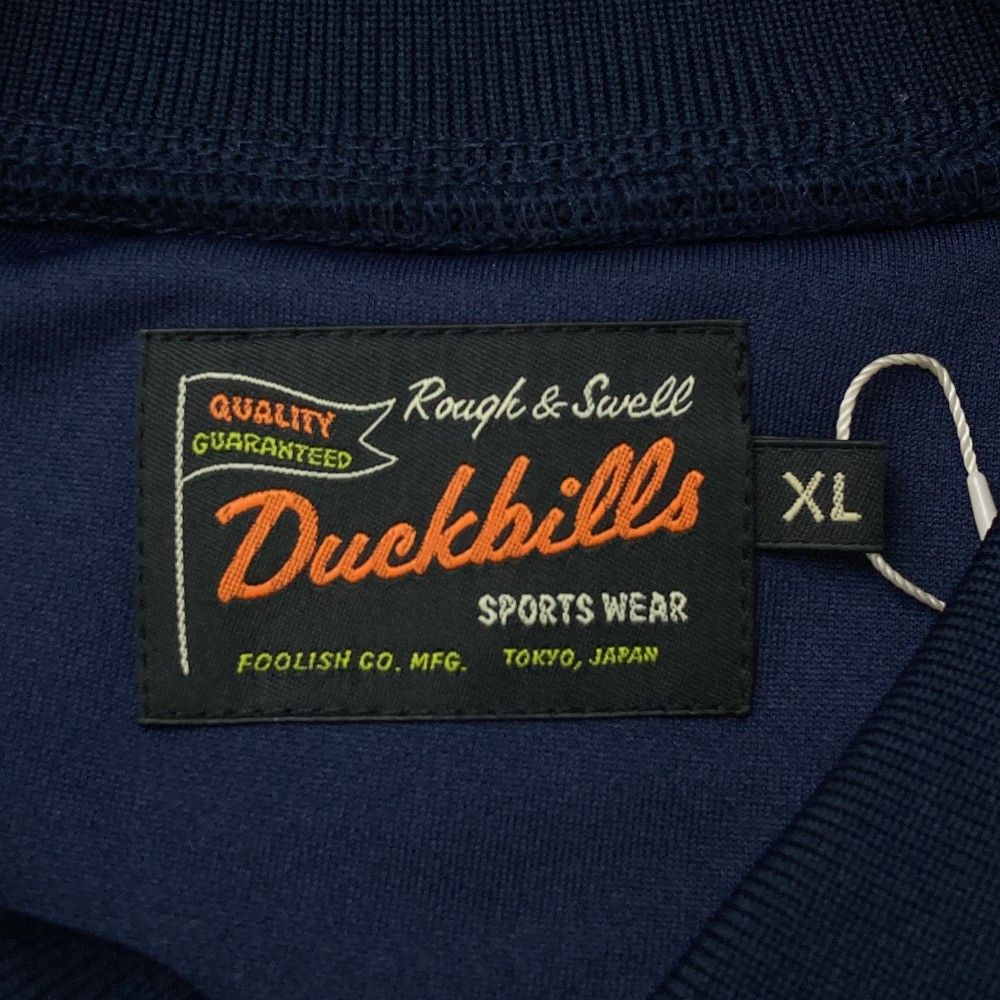 QUALITY
GUARANTEED
Rough & Swell
Duckbills
SPORTS WEAR
FOOLISH CO. MFG. TOKYO, JAPAN
XL